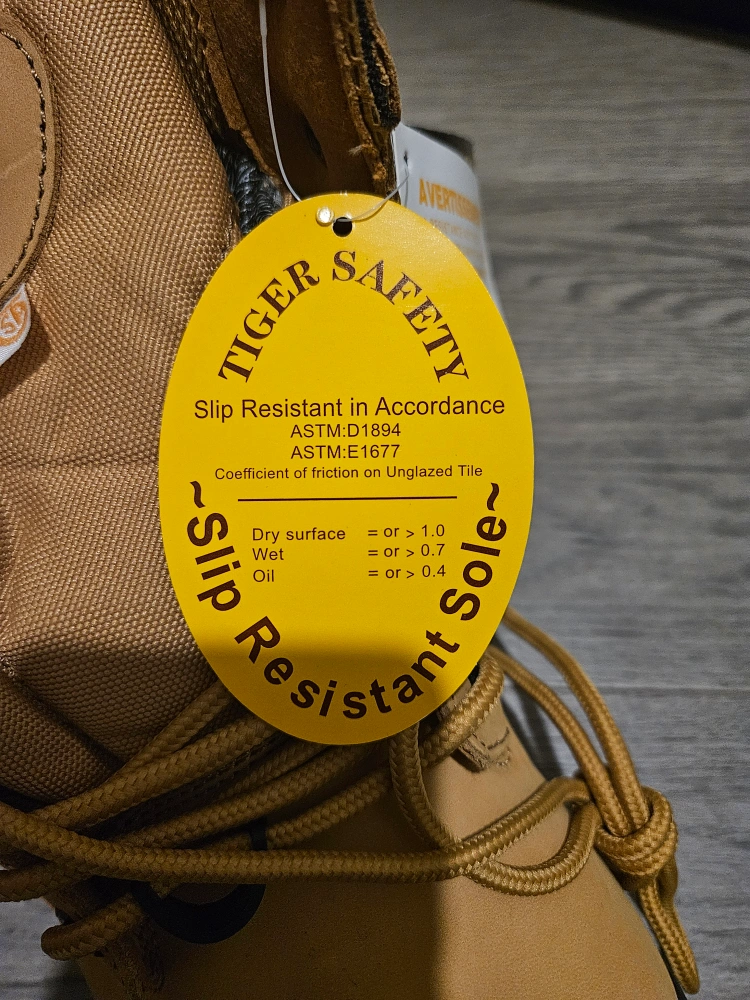 TIGER SAFETY
Slip Resistant in Accordance
ASTM:D1894
ASTM:E1677
Coefficient of friction on Unglazed Tile
Dry surface = or > 1.0
Wet = or > 0.7
Oil = or > 0.4
~Slip Resistant Sole~